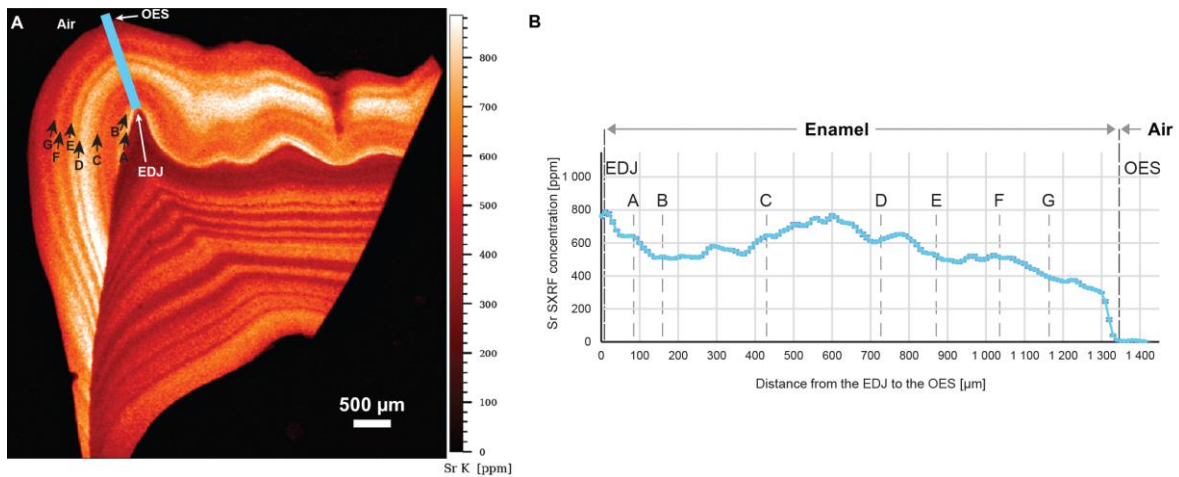 A
Air
OES
G
F
E
D
C
B
A
EDJ
500 µm
800
700
600
500
400
300
200
100
0
Sr K [ppm]
B
Enamel
Air
EDJ
OES
A
B
C
D
E
F
G
Sr SXRF concentration [ppm]
1 000
800
600
400
200
0
0 100 200 300 400 500 600 700 800 900 1 000 1 100 1 200 1 300 1 400
Distance from the EDJ to the OES [µm]